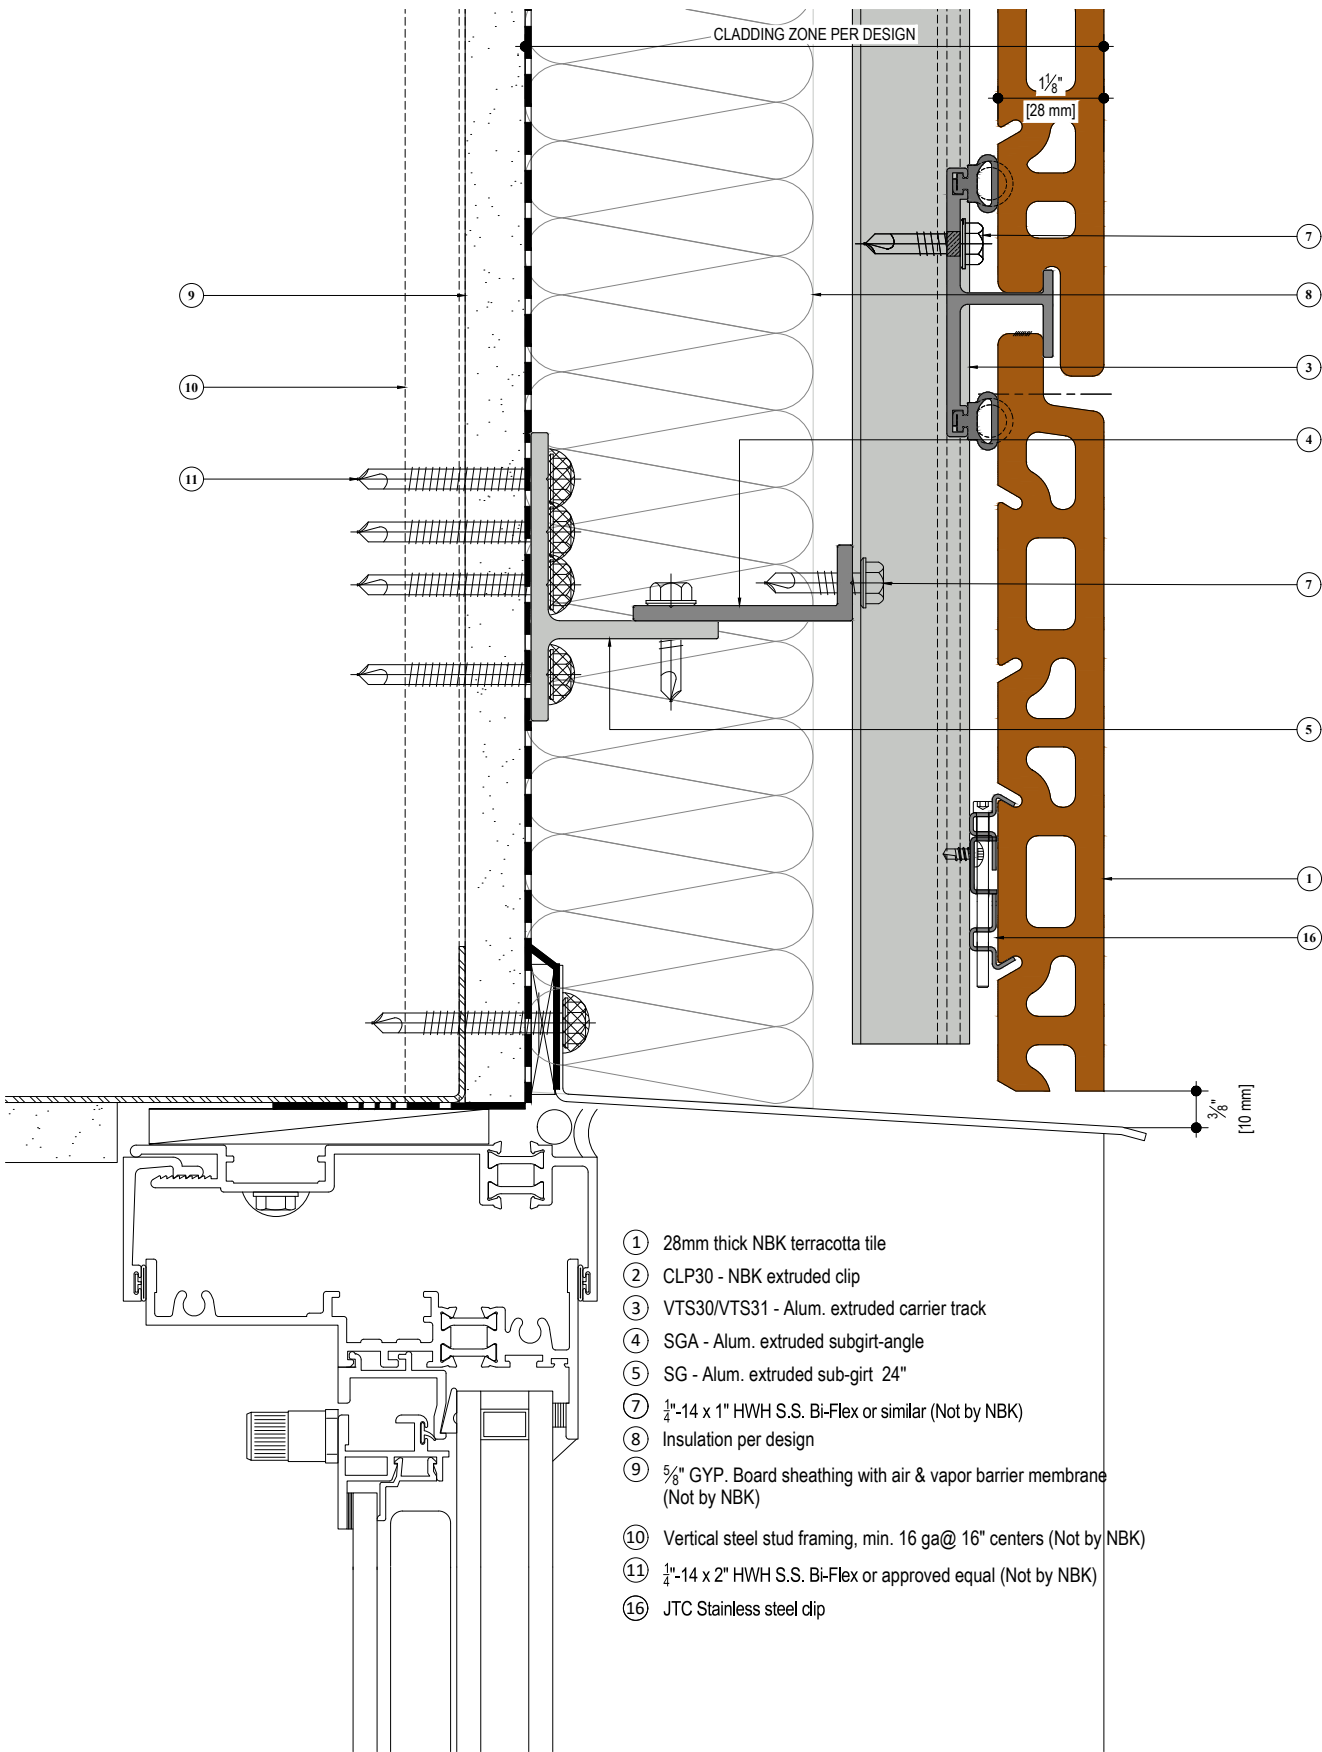 CLADDING ZONE PER DESIGN
1⅛"
[28 mm]
7
9
8
3
10
4
11
7
5
1
16
⅜"
[10 mm]
1 28mm thick NBK terracotta tile
2 CLP30 - NBK extruded clip
3 VTS30/VTS31 - Alum. extruded carrier track
4 SGA - Alum. extruded subgirt-angle
5 SG - Alum. extruded sub-girt 24"
7 ¼"-14 x 1" HWH S.S. Bi-Flex or similar (Not by NBK)
8 Insulation per design
9 ⅝" GYP. Board sheathing with air & vapor barrier membrane
(Not by NBK)
10 Vertical steel stud framing, min. 16 ga@ 16" centers (Not by NBK)
11 ¼"-14 x 2" HWH S.S. Bi-Flex or approved equal (Not by NBK)
16 JTC Stainless steel clip